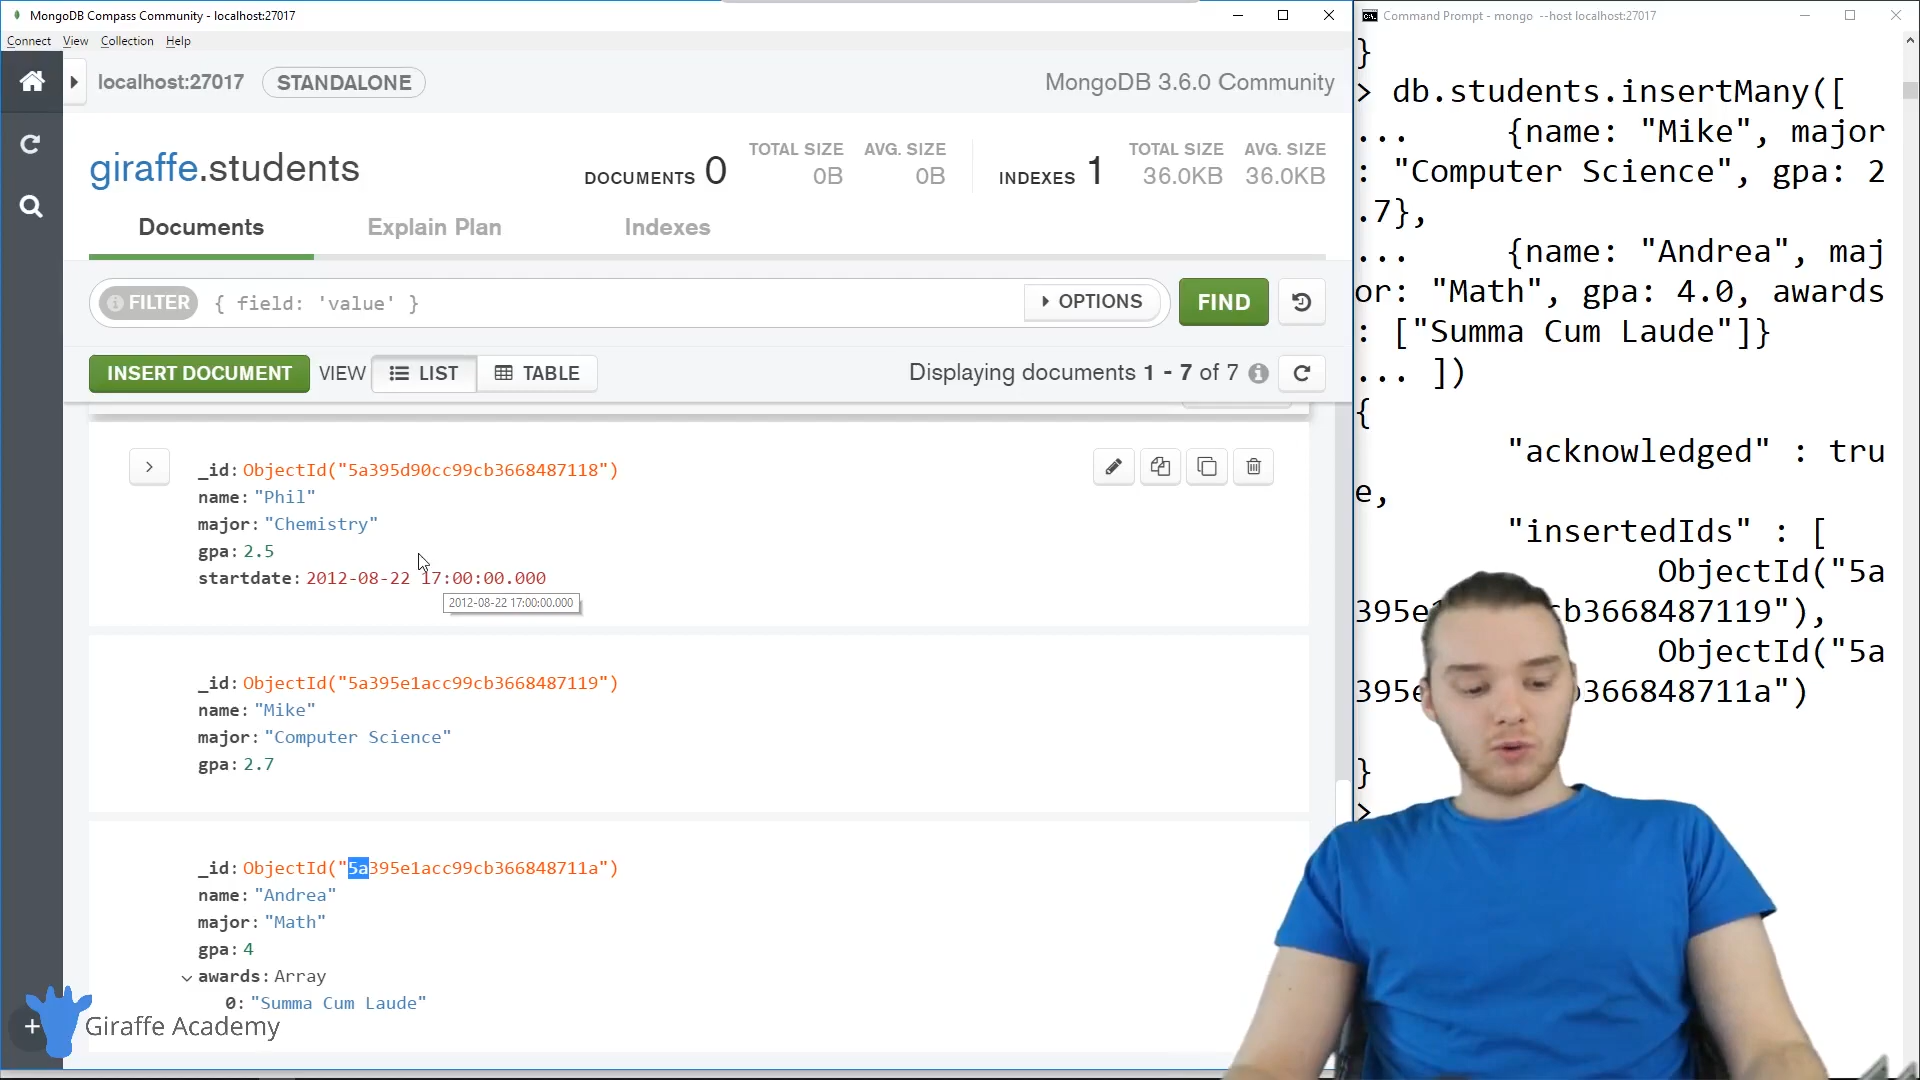 MongoDB Compass Community - localhost:27017
Connect View Collection Help
localhost:27017 STANDALONE
MongoDB 3.6.0 Community
giraffe.students
DOCUMENTS 0
TOTAL SIZE AVG. SIZE
0B 0B
INDEXES 1
TOTAL SIZE AVG. SIZE
36.0KB 36.0KB
Documents Explain Plan Indexes
FILTER { field: 'value' }
OPTIONS
FIND
INSERT DOCUMENT VIEW LIST TABLE
Displaying documents 1 - 7 of 7
_id: ObjectId("5a395d90cc99cb3668487118")
name: "Phil"
major: "Chemistry"
gpa: 2.5
startdate: 2012-08-22 17:00:00.000
2012-08-22 17:00:00.000
_id: ObjectId("5a395e1acc99cb3668487119")
name: "Mike"
major: "Computer Science"
gpa: 2.7
_id: ObjectId("5a395e1acc99cb366848711a")
name: "Andrea"
major: "Math"
gpa: 4
awards: Array
0: "Summa Cum Laude"
Giraffe Academy
Command Prompt - mongo --host localhost:27017
}
> db.students.insertMany([
... {name: "Mike", major
: "Computer Science", gpa: 2
.7},
... {name: "Andrea", maj
or: "Math", gpa: 4.0, awards
: ["Summa Cum Laude"]}
... ])
{
"acknowledged" : tru
e,
"insertedIds" : [
ObjectId("5a
395e cb3668487119"),
ObjectId("5a
395e b366848711a")
}
>